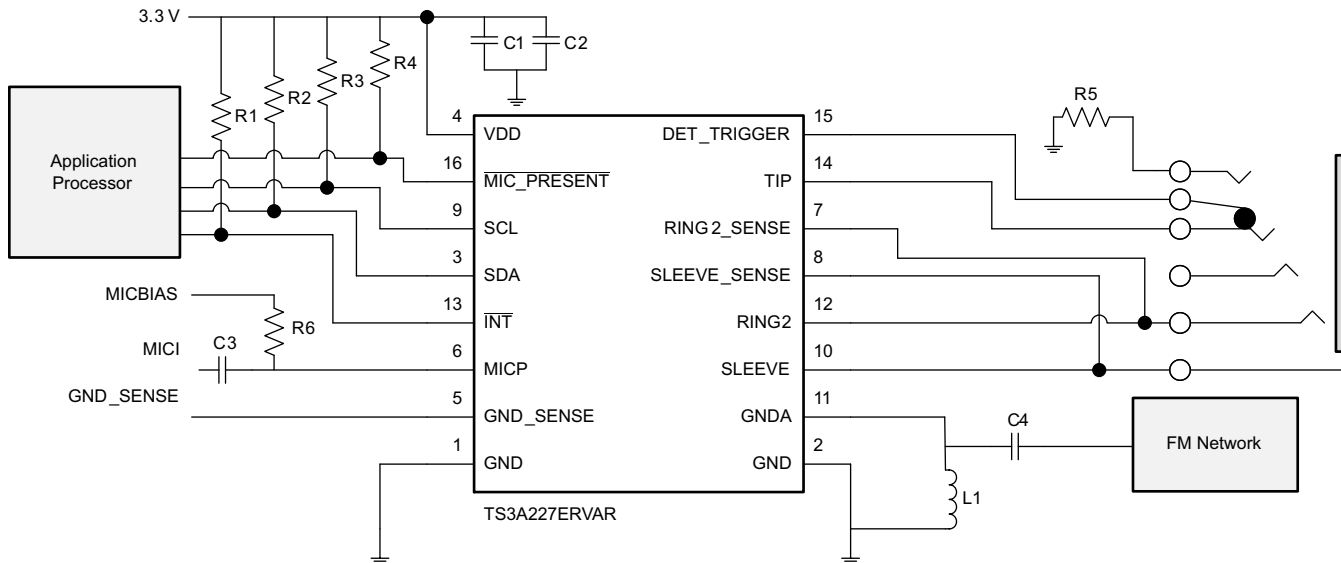 3.3 V
C1
C2
R4
R3
R2
R1
R5
Application
Processor
4
VDD
16
MIC_PRESENT
9
SCL
3
SDA
13
INT
6
MICP
5
GND_SENSE
1
GND
15
DET_TRIGGER
14
TIP
7
RING2_SENSE
8
SLEEVE_SENSE
12
RING2
10
SLEEVE
11
GNDA
2
GND
MICBIAS
R6
MICI
C3
GND_SENSE
C4
FM Network
L1
TS3A227ERVAR